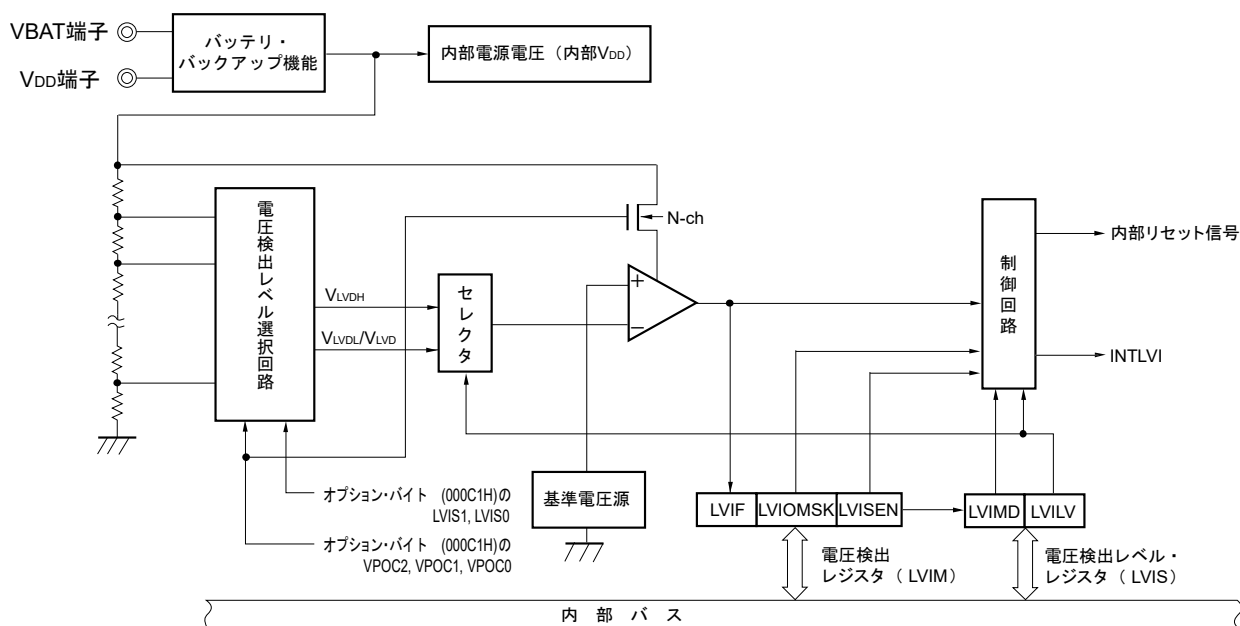 VBAT端子
VDD端子
バッテリ・
バックアップ機能
内部電源電圧（内部VDD）
電圧検出レベル選択回路
VLVDH
VLVDL/VLVD
セレクタ
N-ch
+
−
制御回路
内部リセット信号
INTLVI
オプション・バイト (000C1H)の
LVIS1, LVIS0
オプション・バイト (000C1H)の
VPOC2, VPOC1, VPOC0
基準電圧源
LVIF LVIOMSK LVISEN
LVIMD LVILV
電圧検出
レジスタ（LVIM）
電圧検出レベル・
レジスタ（LVIS）
内部バス